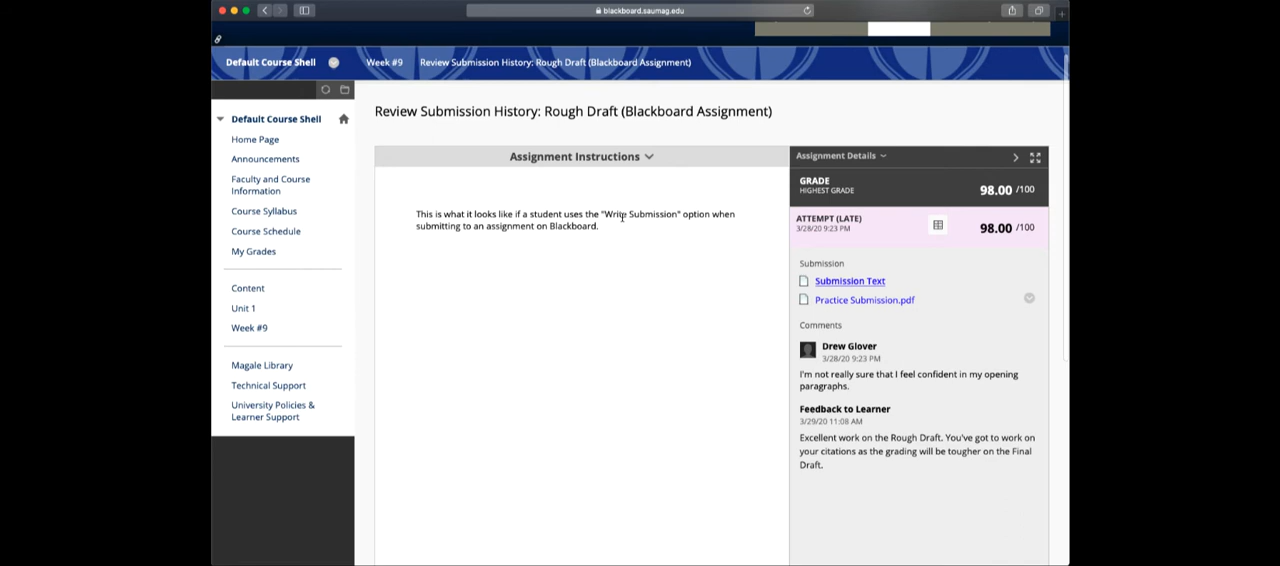 blackboard.saumag.edu
Default Course Shell
Week #9
Review Submission History: Rough Draft (Blackboard Assignment)
Default Course Shell
Home Page
Announcements
Faculty and Course
Information
Course Syllabus
Course Schedule
My Grades
Content
Unit 1
Week #9
Magale Library
Technical Support
University Policies &
Learner Support
Review Submission History: Rough Draft (Blackboard Assignment)
Assignment Instructions
This is what it looks like if a student uses the "Write Submission" option when
submitting to an assignment on Blackboard.
Assignment Details
GRADE
HIGHEST GRADE
98.00 /100
ATTEMPT (LATE)
3/28/20 9:23 PM
98.00 /100
Submission
Submission Text
Practice Submission.pdf
Comments
Drew Glover
3/28/20 9:23 PM
I'm not really sure that I feel confident in my opening
paragraphs.
Feedback to Learner
3/29/20 11:08 AM
Excellent work on the Rough Draft. You've got to work on
your citations as the grading will be tougher on the Final
Draft.